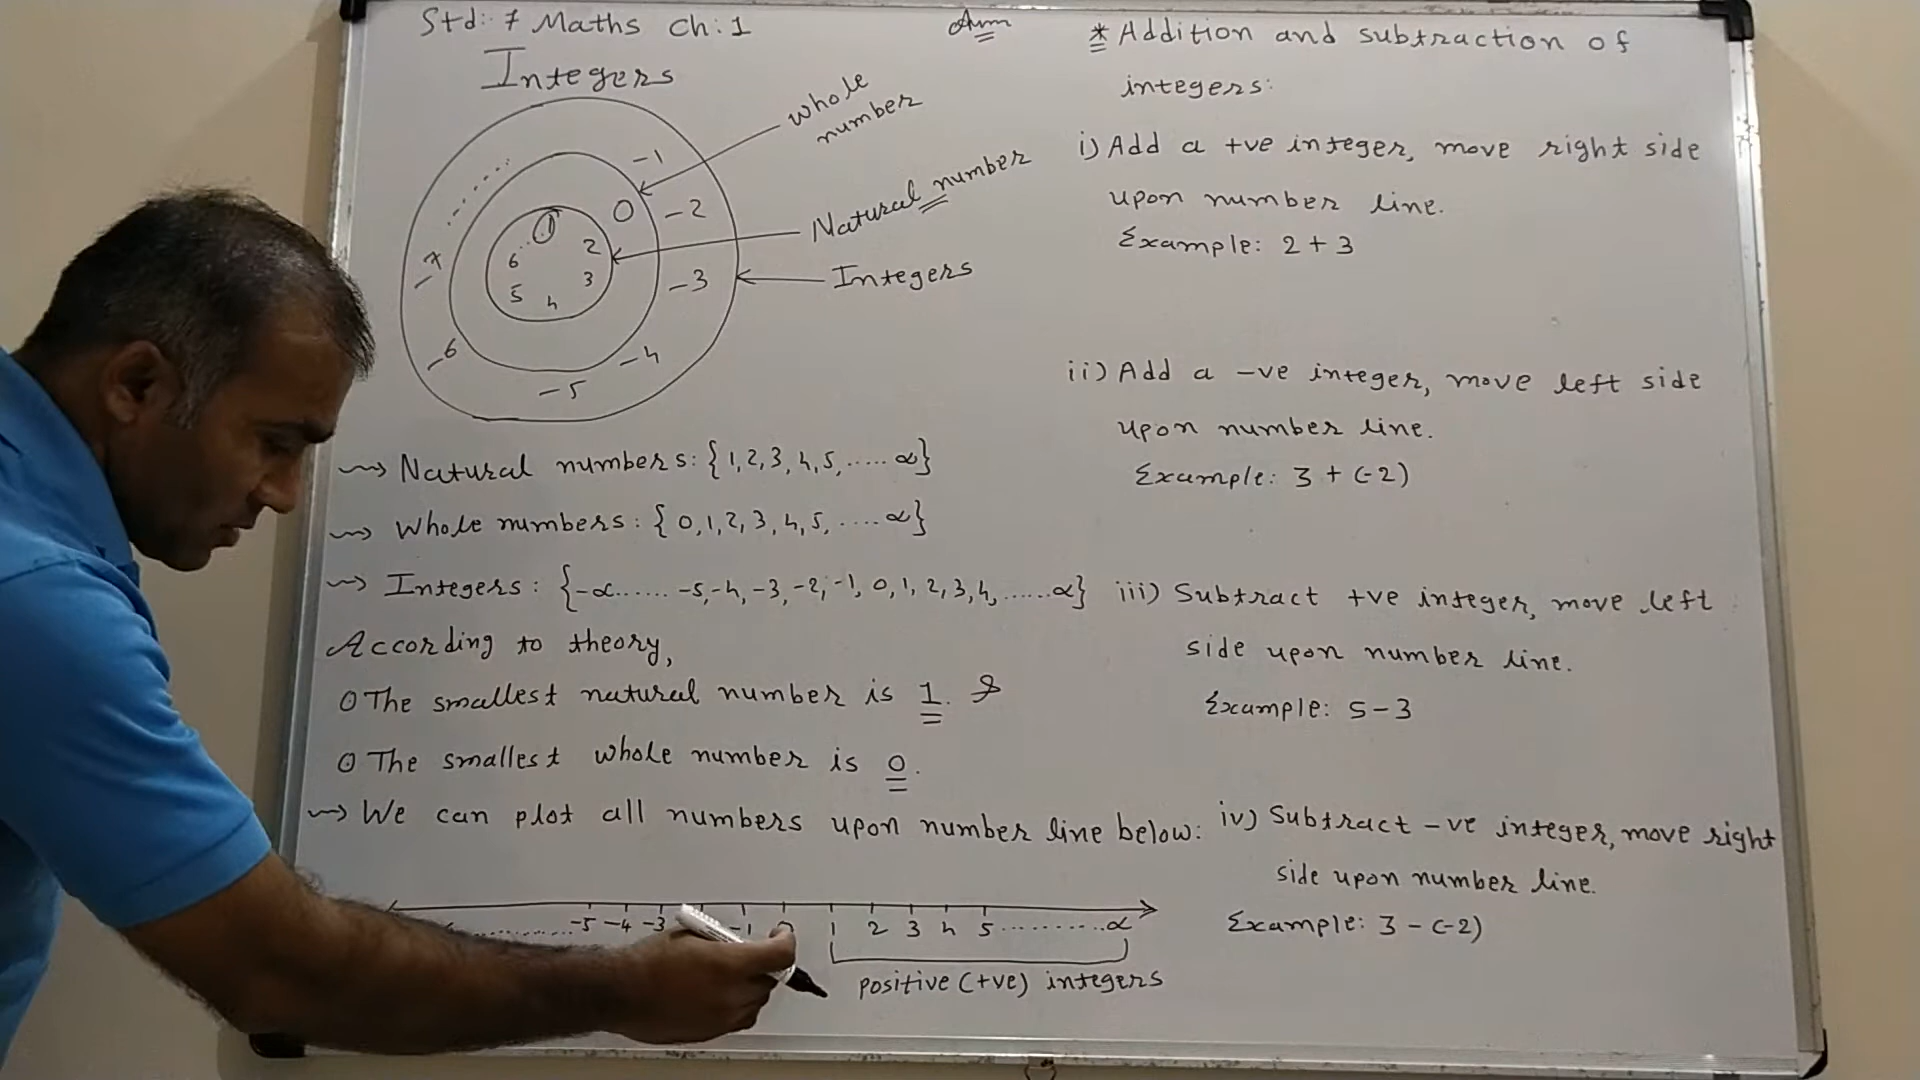 Std: 7 Maths Ch: 1
Integers
whole
number
Natural number
Integers
-1
0
-2
-3
-4
-5
-6
-7
1
2
3
4
5
6
Natural numbers: {1, 2, 3, 4, 5, ..... ∝}
Whole numbers: {0, 1, 2, 3, 4, 5, ..... ∝}
Integers: {-∝...... -5, -4, -3, -2, -1, 0, 1, 2, 3, 4, ...... ∝}
According to theory,
The smallest natural number is 1. &
The smallest whole number is 0.
We can plot all numbers upon number line below:
-5 -4 -3 -1 0 1 2 3 4 5 .......... ∝
positive (+ve) integers
* Addition and subtraction of
integers:
i) Add a +ve integer, move right side
upon number line.
Example: 2 + 3
ii) Add a -ve integer, move left side
upon number line.
Example: 3 + (-2)
iii) Subtract +ve integer, move left
side upon number line.
Example: 5 - 3
iv) Subtract -ve integer, move right
side upon number line.
Example: 3 - (-2)